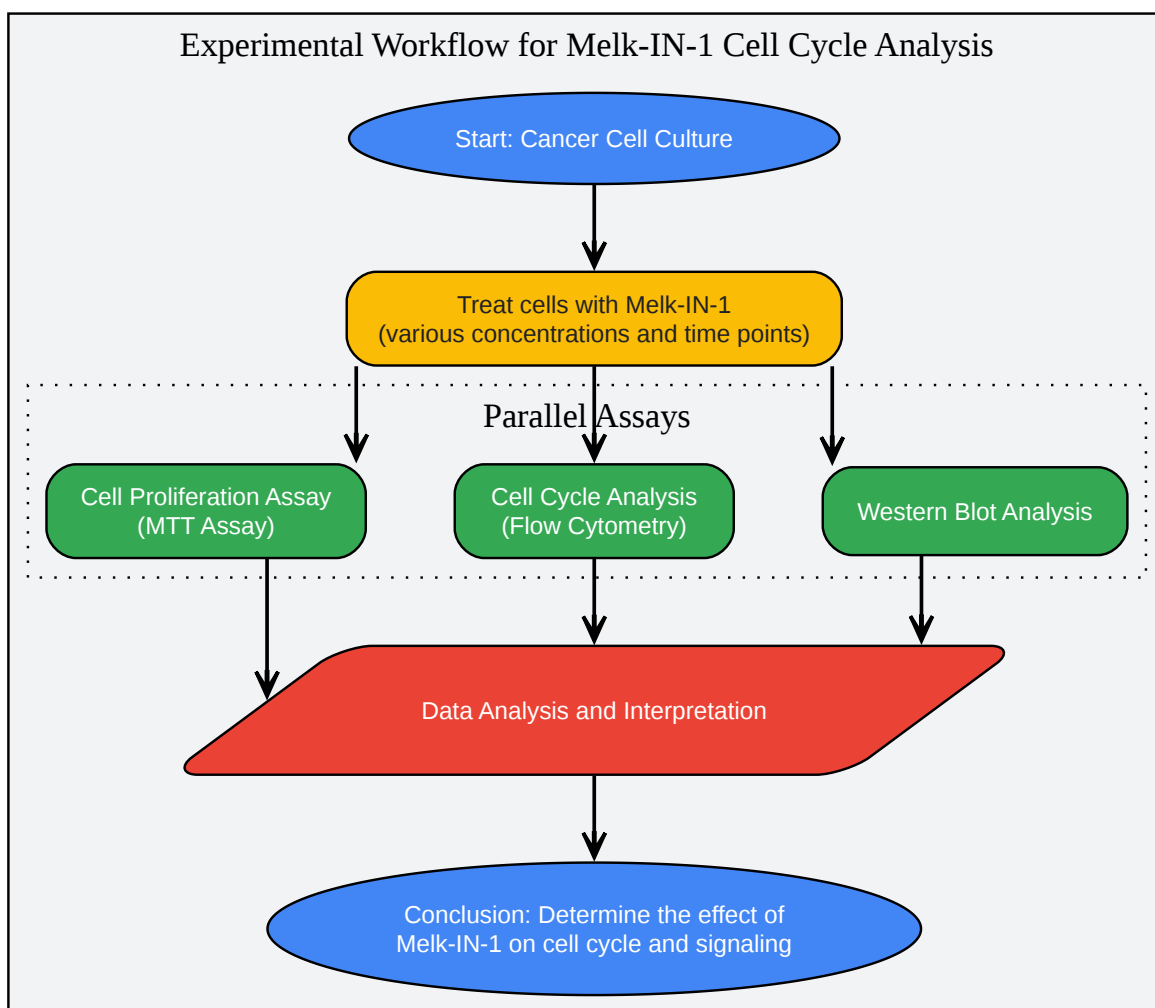 Experimental Workflow for Melk-IN-1 Cell Cycle Analysis
Start: Cancer Cell Culture
Treat cells with Melk-IN-1
(various concentrations and time points)
Parallel Assays
Cell Proliferation Assay
(MTT Assay)
Cell Cycle Analysis
(Flow Cytometry)
Western Blot Analysis
Data Analysis and Interpretation
Conclusion: Determine the effect of
Melk-IN-1 on cell cycle and signaling